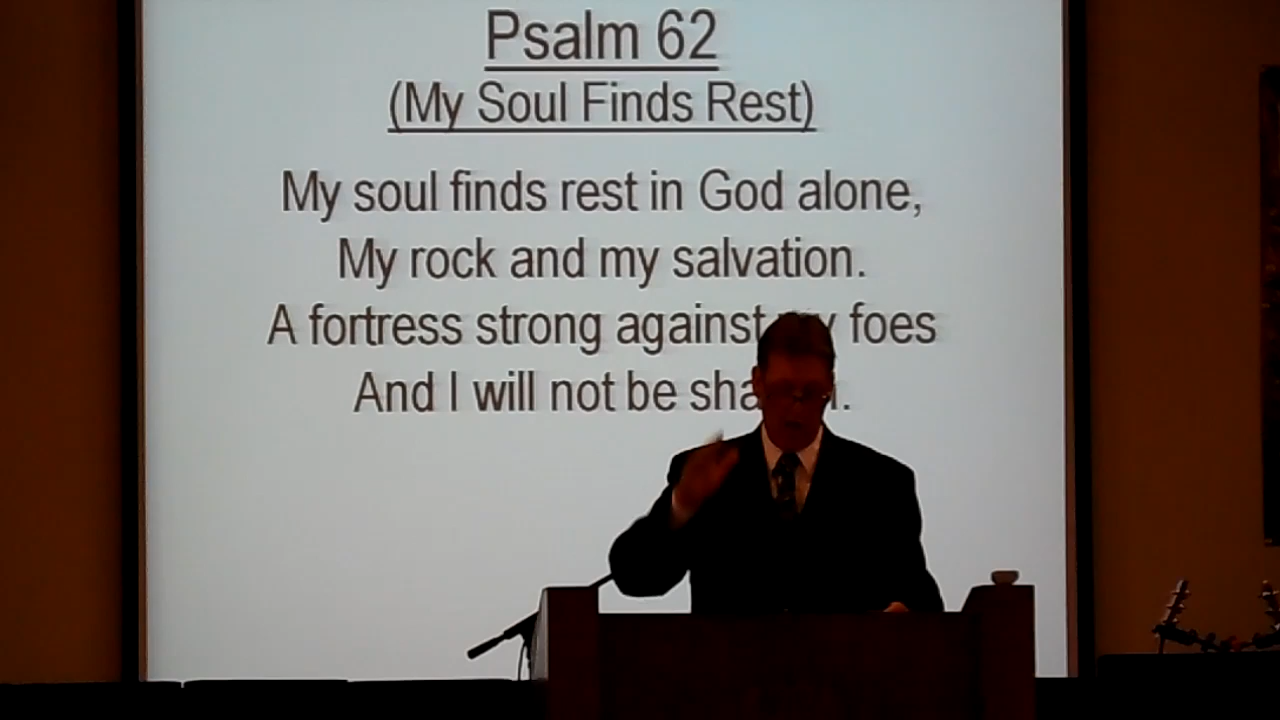 Psalm 62
(My Soul Finds Rest)
My soul finds rest in God alone,
My rock and my salvation.
A fortress strong against foes
And I will not be